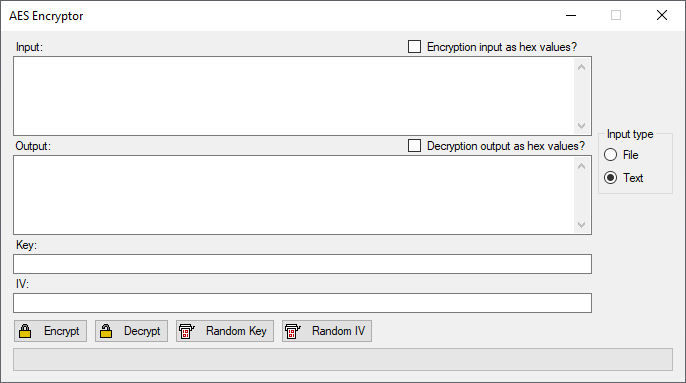 AES Encryptor
Input:
Encryption input as hex values?
Output:
Decryption output as hex values?
Input type
File
Text
Key:
IV:
Encrypt
Decrypt
Random Key
Random IV